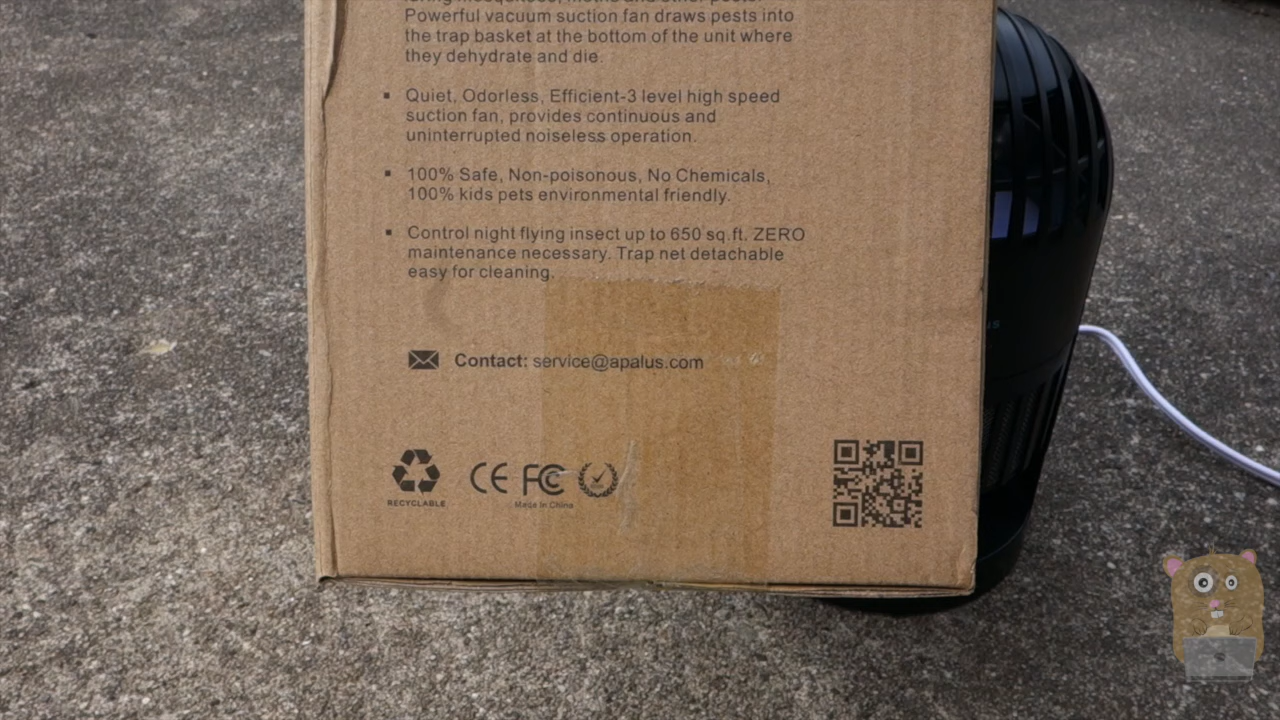 Powerful vacuum suction fan draws pests into
the trap basket at the bottom of the unit where
they dehydrate and die.
▪ Quiet, Odorless, Efficient-3 level high speed
suction fan, provides continuous and
uninterrupted noiseless operation.
▪ 100% Safe, Non-poisonous, No Chemicals,
100% kids pets environmental friendly.
▪ Control night flying insect up to 650 sq.ft. ZERO
maintenance necessary. Trap net detachable
easy for cleaning.
Contact: service@apalus.com
CE FC
RECYCLABLE
Made In China